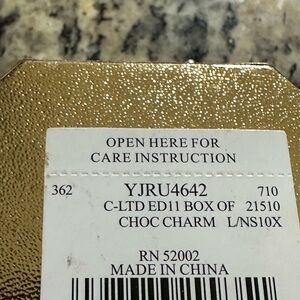 OPEN HERE FOR
CARE INSTRUCTION
362 YJRU4642 710
C-LTD ED11 BOX OF 21510
CHOC CHARM L/NS10X
RN 52002
MADE IN CHINA